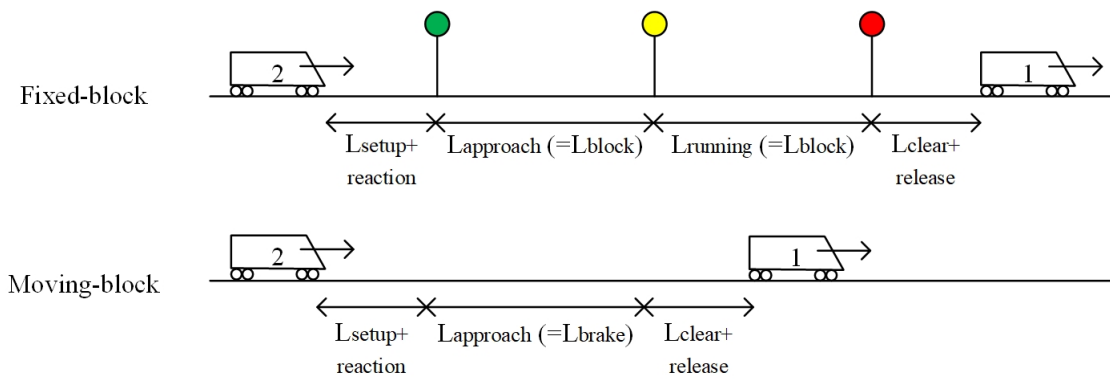 2
1
Fixed-block
Lsetup+
reaction
Lapproach (=Lblock)
Lrunning (=Lblock)
Lclear+
release
2
1
Moving-block
Lsetup+
reaction
Lapproach (=Lbrake)
Lclear+
release